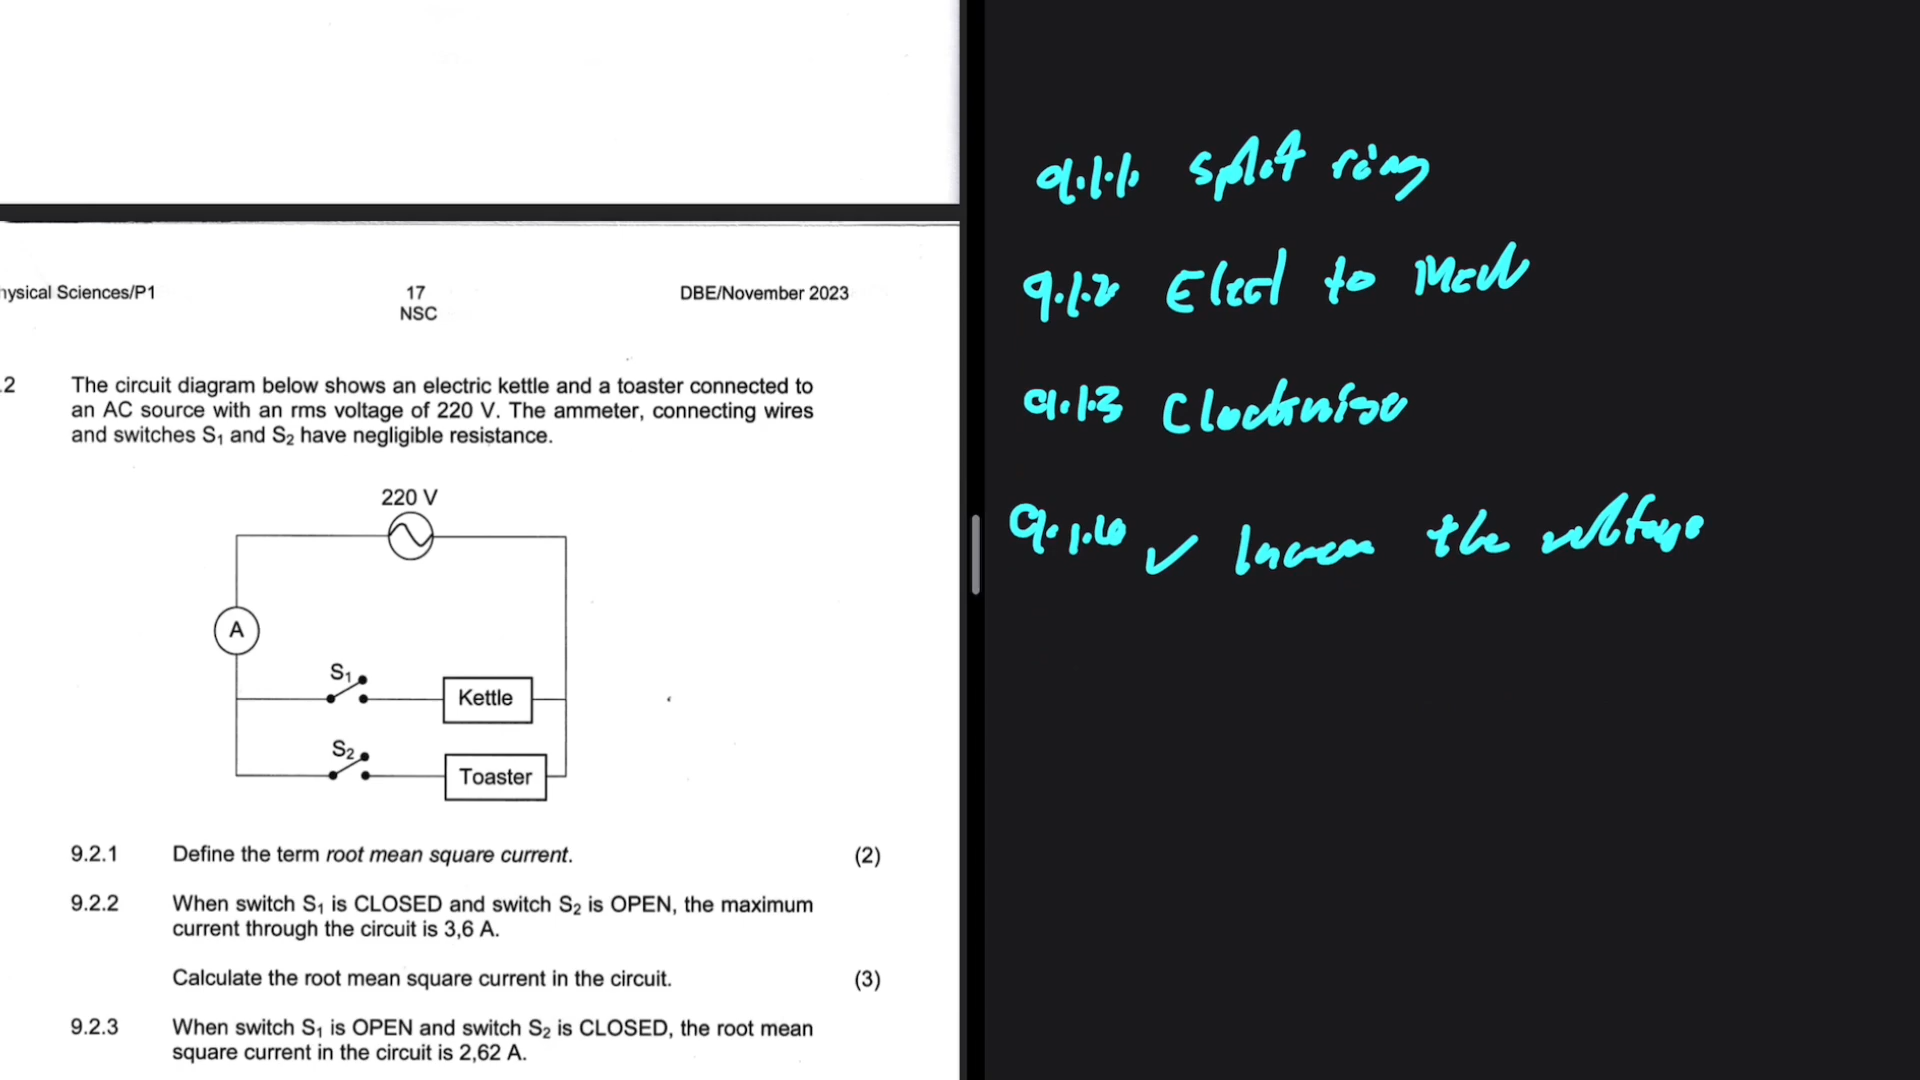 hysical Sciences/P1
17
NSC
DBE/November 2023
.2
The circuit diagram below shows an electric kettle and a toaster connected to
an AC source with an rms voltage of 220 V. The ammeter, connecting wires
and switches S₁ and S₂ have negligible resistance.
220 V
A
S₁
Kettle
S₂
Toaster
9.2.1 Define the term root mean square current. (2)
9.2.2 When switch S₁ is CLOSED and switch S₂ is OPEN, the maximum
current through the circuit is 3,6 A.
Calculate the root mean square current in the circuit. (3)
9.2.3 When switch S₁ is OPEN and switch S₂ is CLOSED, the root mean
square current in the circuit is 2,62 A.
9.1.1. split ring
9.1.2 Elect to Mech
9.1.3 Clockwise
✓ the voltage